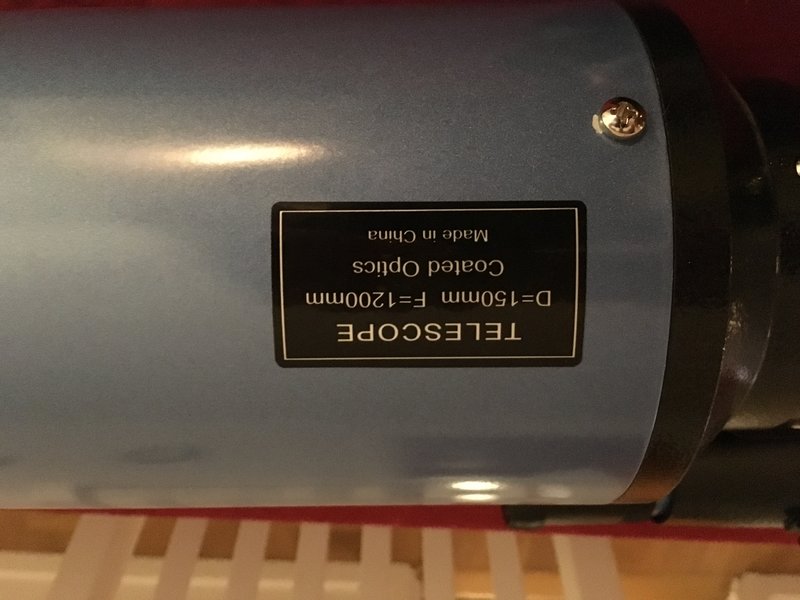 TELESCOPE
D=150mm F=1200mm
Coated Optics
Made in China